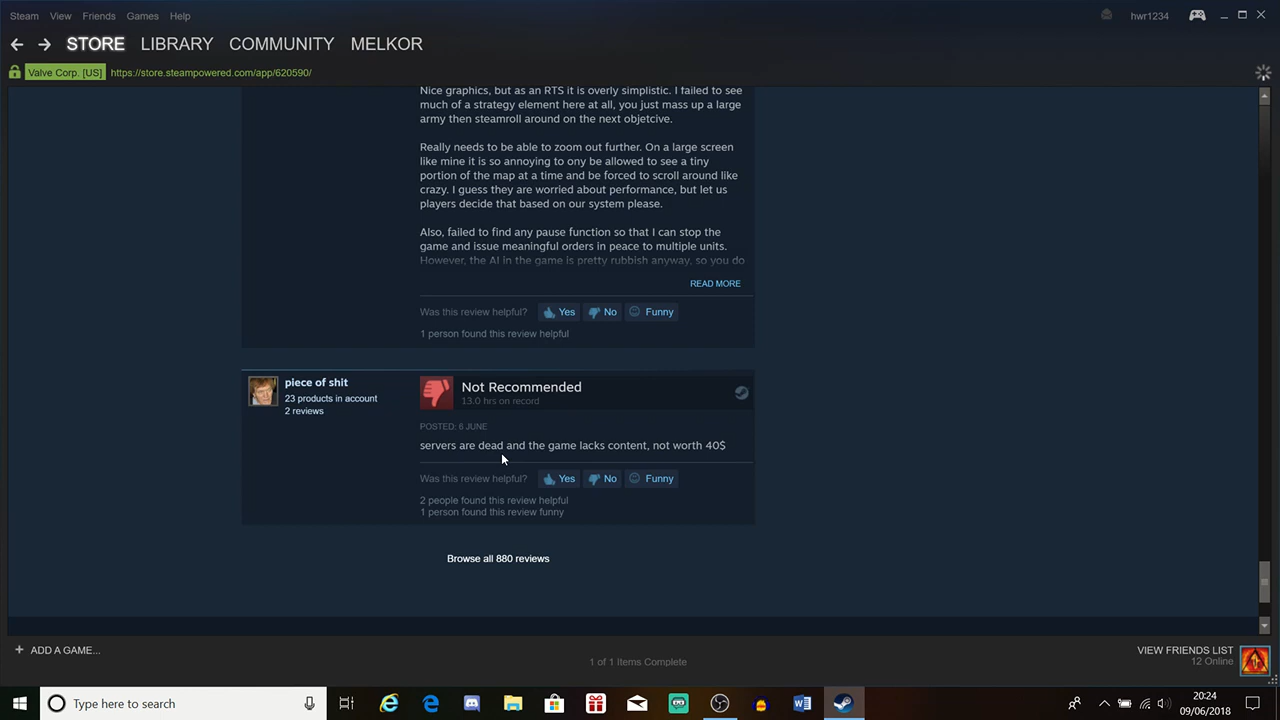 Steam View Friends Games Help hwr1234
STORE LIBRARY COMMUNITY MELKOR
Valve Corp. [US] https://store.steampowered.com/app/620590/
Nice graphics, but as an RTS it is overly simplistic. I failed to see
much of a strategy element here at all, you just mass up a large
army then steamroll around on the next objetcive.
Really needs to be able to zoom out further. On a large screen
like mine it is so annoying to ony be allowed to see a tiny
portion of the map at a time and be forced to scroll around like
crazy. I guess they are worried about performance, but let us
players decide that based on our system please.
Also, failed to find any pause function so that I can stop the
game and issue meaningful orders in peace to multiple units.
However, the AI in the game is pretty rubbish anyway, so you do
READ MORE
Was this review helpful? Yes No Funny
1 person found this review helpful
piece of shit
23 products in account
2 reviews
Not Recommended
13.0 hrs on record
POSTED: 6 JUNE
servers are dead and the game lacks content, not worth 40$
Was this review helpful? Yes No Funny
2 people found this review helpful
1 person found this review funny
Browse all 880 reviews
+ ADD A GAME...
1 of 1 Items Complete
VIEW FRIENDS LIST
12 Online
Type here to search
20:24
09/06/2018